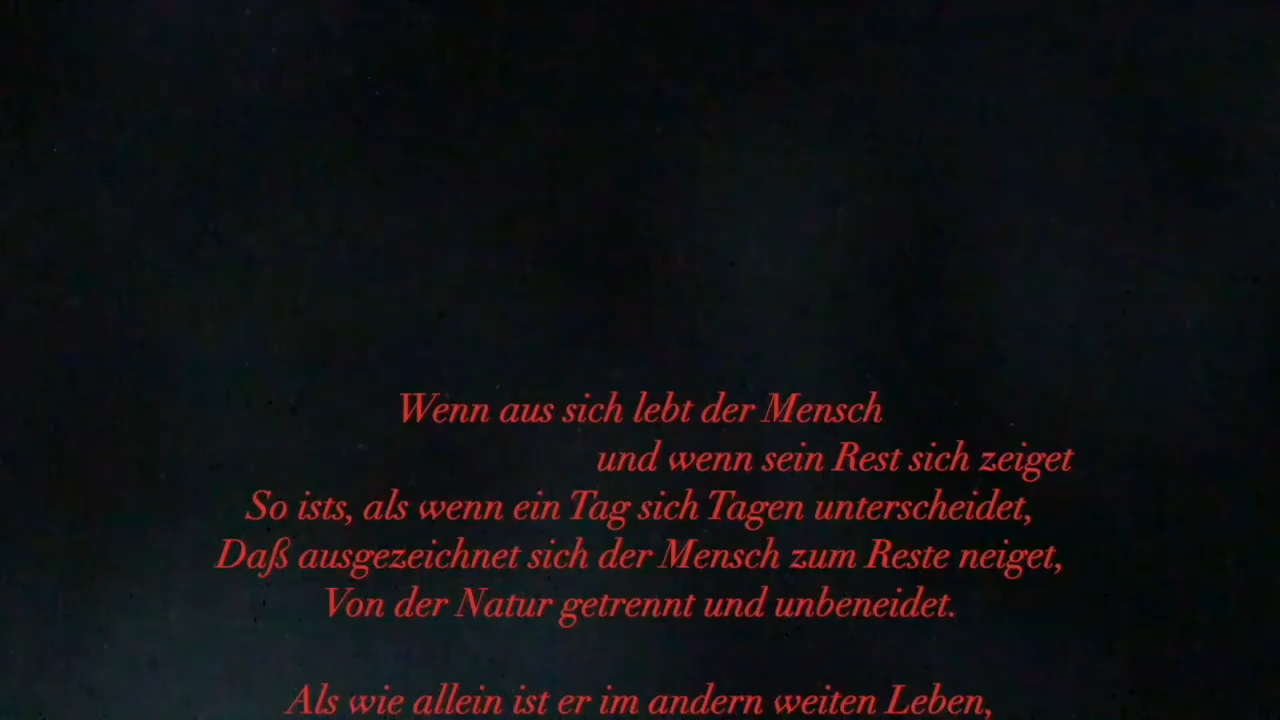 Wenn aus sich lebt der Mensch
und wenn sein Rest sich zeiget
So ists, als wenn ein Tag sich Tagen unterscheidet,
Daß ausgezeichnet sich der Mensch zum Reste neiget,
Von der Natur getrennt und unbeneidet.
Als wie allein ist er im andern weiten Leben,